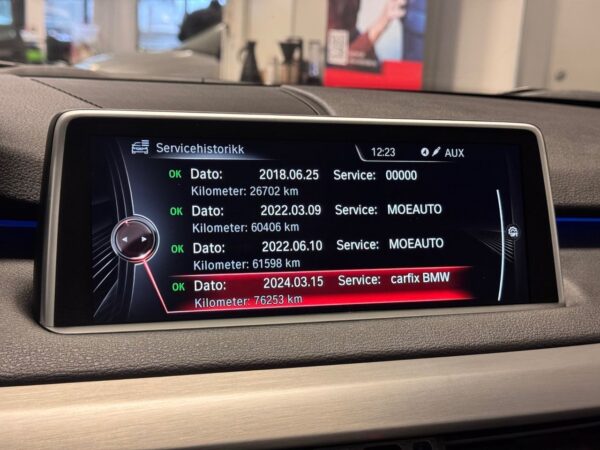 Servicehistorikk
12:23 AUX
OK Dato: 2018.06.25 Service: 00000
Kilometer: 26702 km
OK Dato: 2022.03.09 Service: MOEAUTO
Kilometer: 60406 km
OK Dato: 2022.06.10 Service: MOEAUTO
Kilometer: 61598 km
OK Dato: 2024.03.15 Service: carfix BMW
Kilometer: 76253 km